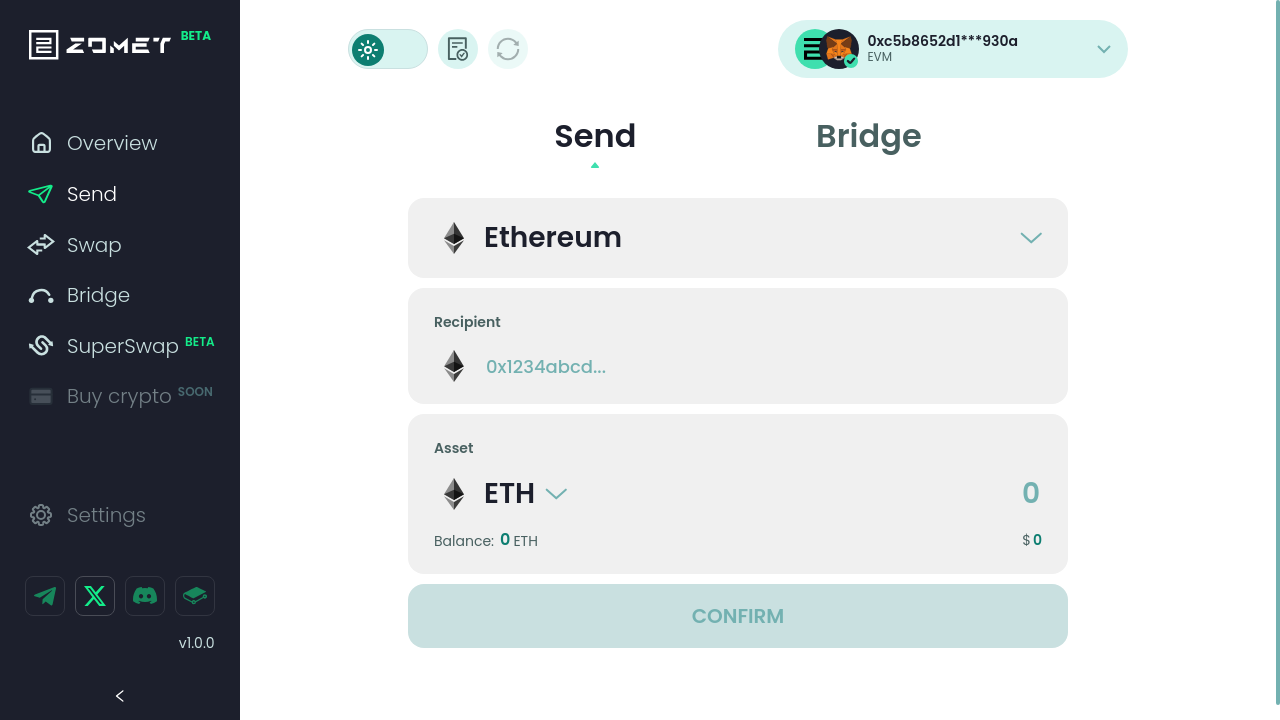 ZOMET BETA
Overview
Send
Swap
Bridge
SuperSwap BETA
Buy crypto SOON
Settings
v1.0.0
0xc5b8652d1***930a
EVM
Send Bridge
Ethereum
Recipient
0x1234abcd...
Asset
ETH 0
Balance: 0 ETH $ 0
CONFIRM